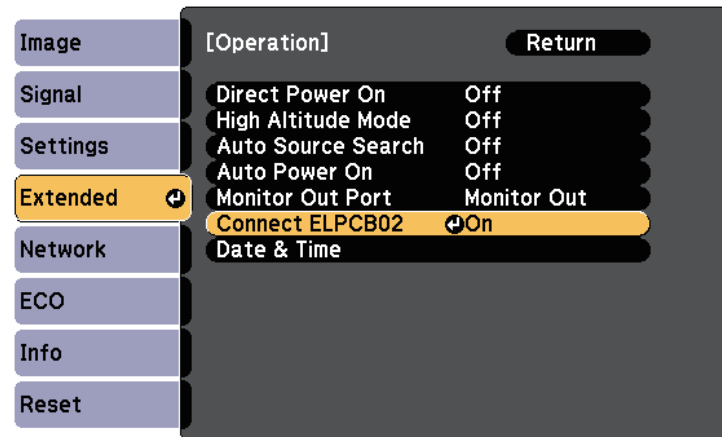 Image
Signal
Settings
Extended
Network
ECO
Info
Reset
[Operation] Return
Direct Power On Off
High Altitude Mode Off
Auto Source Search Off
Auto Power On Off
Monitor Out Port Monitor Out
Connect ELPCB02 On
Date & Time